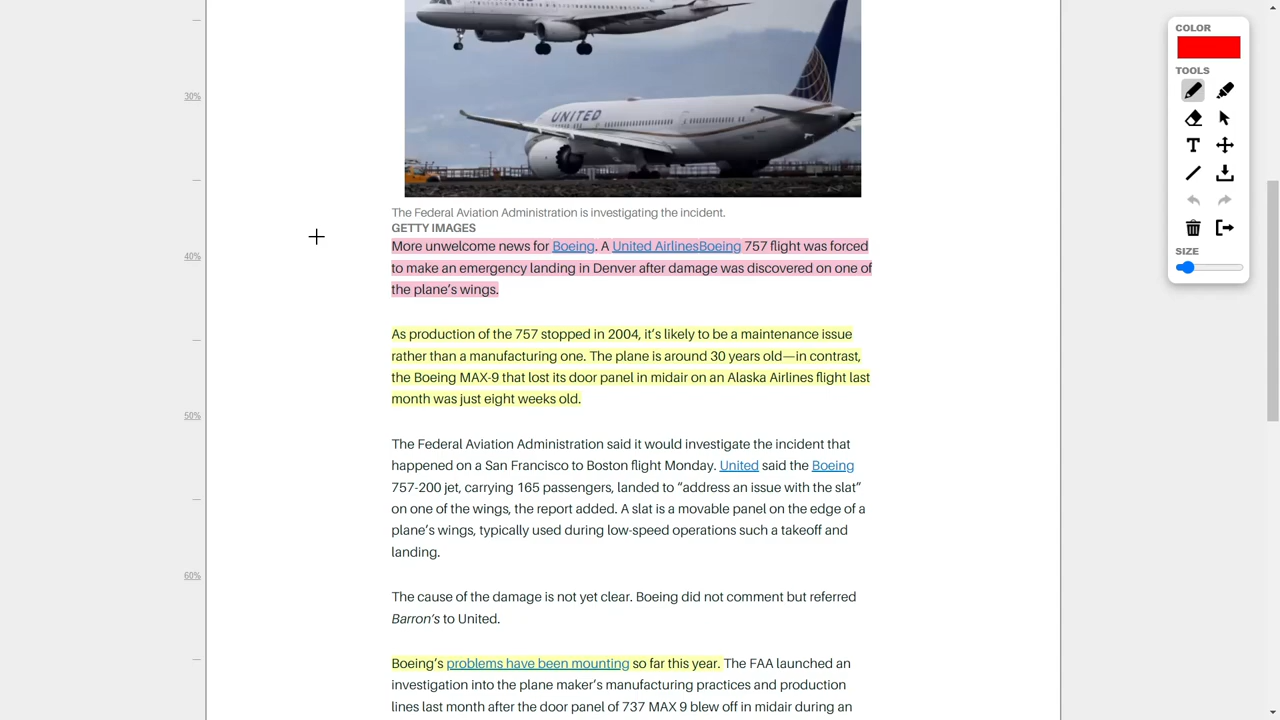 UNITED
30%
The Federal Aviation Administration is investigating the incident.
GETTY IMAGES
More unwelcome news for Boeing. A United AirlinesBoeing 757 flight was forced
to make an emergency landing in Denver after damage was discovered on one of
the plane's wings.
40%
As production of the 757 stopped in 2004, it's likely to be a maintenance issue
rather than a manufacturing one. The plane is around 30 years old—in contrast,
the Boeing MAX-9 that lost its door panel in midair on an Alaska Airlines flight last
month was just eight weeks old.
50%
The Federal Aviation Administration said it would investigate the incident that
happened on a San Francisco to Boston flight Monday. United said the Boeing
757-200 jet, carrying 165 passengers, landed to “address an issue with the slat”
on one of the wings, the report added. A slat is a movable panel on the edge of a
plane's wings, typically used during low-speed operations such a takeoff and
landing.
60%
The cause of the damage is not yet clear. Boeing did not comment but referred
Barron's to United.
Boeing's problems have been mounting so far this year. The FAA launched an
investigation into the plane maker's manufacturing practices and production
lines last month after the door panel of 737 MAX 9 blew off in midair during an
COLOR
TOOLS
T
SIZE